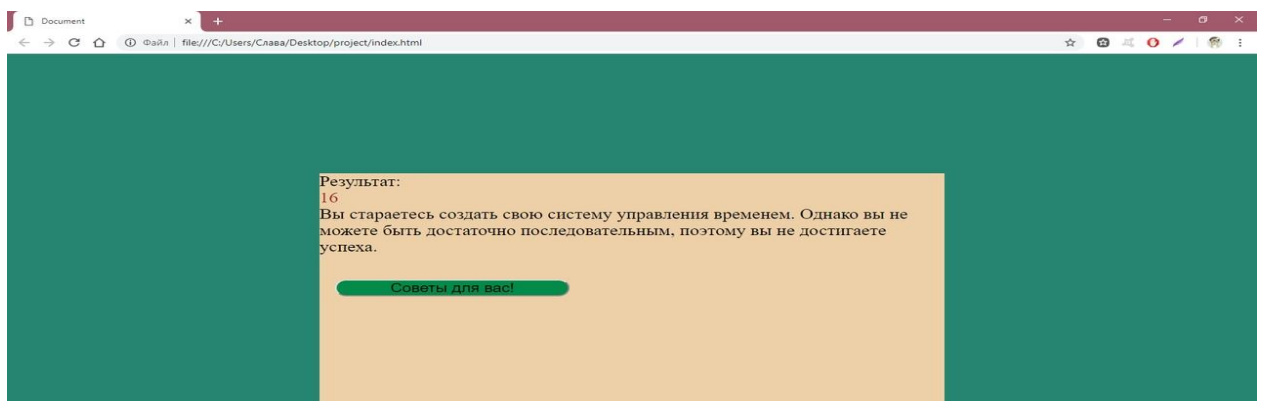 Document
Файл | file:///C:/Users/Слава/Desktop/project/index.html
Результат:
16
Вы стараетесь создать свою систему управления временем. Однако вы не
можете быть достаточно последовательным, поэтому вы не достигаете
успеха.
Советы для вас!